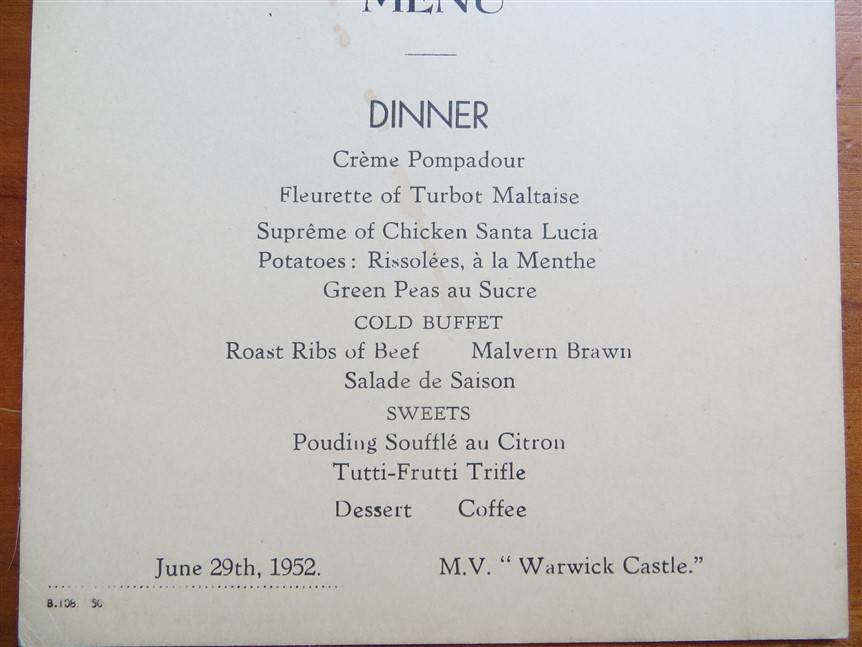 MENU
DINNER
Crème Pompadour
Fleurette of Turbot Maltaise
Suprême of Chicken Santa Lucia
Potatoes: Rissolées, à la Menthe
Green Peas au Sucre
COLD BUFFET
Roast Ribs of Beef Malvern Brawn
Salade de Saison
SWEETS
Pouding Soufflé au Citron
Tutti-Frutti Trifle
Dessert Coffee
June 29th, 1952. M.V. “ Warwick Castle.”
B.108. 50